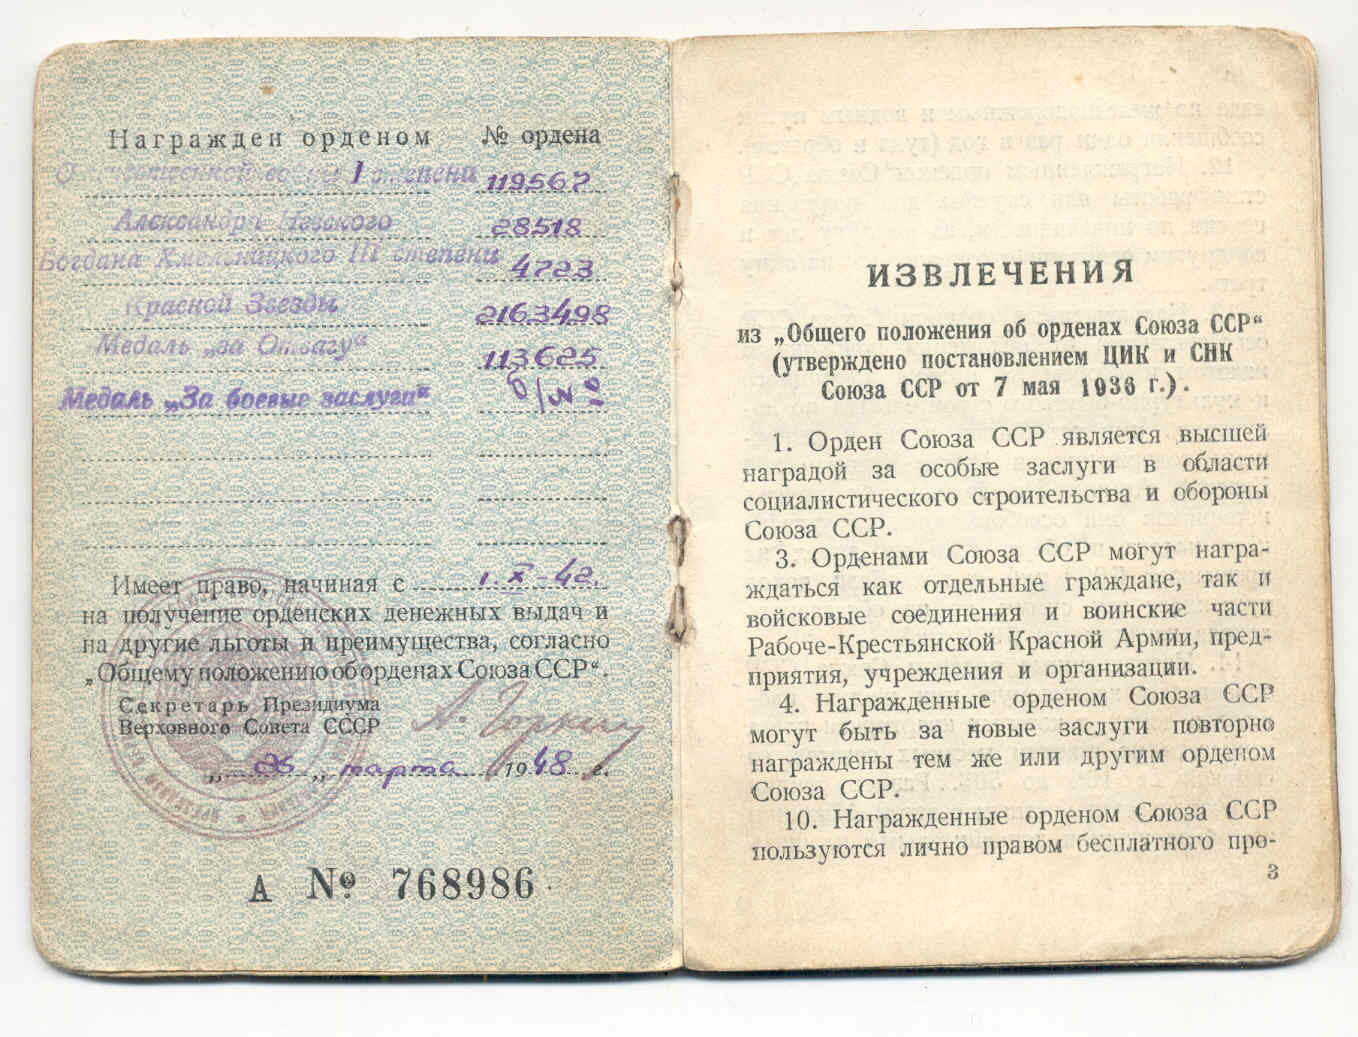 Награжден орденом № ордена
Отечественной войны I степени 119567
Александра Невского 28518
Богдана Хмельницкого III степени 4723
Красной Звезды 2163498
Медаль „за Отвагу“ 113625
Медаль „За боевые заслуги“ б/№
Имеет право, начиная с 1.X-42.
на получение орденских денежных выдач и
на другие льготы и преимущества, согласно
„Общему положению об орденах Союза ССР“.
Секретарь Президиума
Верховного Совета СССР А. Горкин
„26“ марта 1948 г.
А № 768986
ИЗВЛЕЧЕНИЯ
из „Общего положения об орденах Союза ССР“
(утверждено постановлением ЦИК и СНК
Союза ССР от 7 мая 1936 г.).
1. Орден Союза ССР является высшей
наградой за особые заслуги в области
социалистического строительства и обороны
Союза ССР.
3. Орденами Союза ССР могут награ-
ждаться как отдельные граждане, так и
войсковые соединения и воинские части
Рабоче-Крестьянской Красной Армии, пред-
приятия, учреждения и организации.
4. Награжденные орденом Союза ССР
могут быть за новые заслуги повторно
награждены тем же или другим орденом
Союза ССР.
10. Награжденные орденом Союза ССР
пользуются лично правом бесплатного про-
3